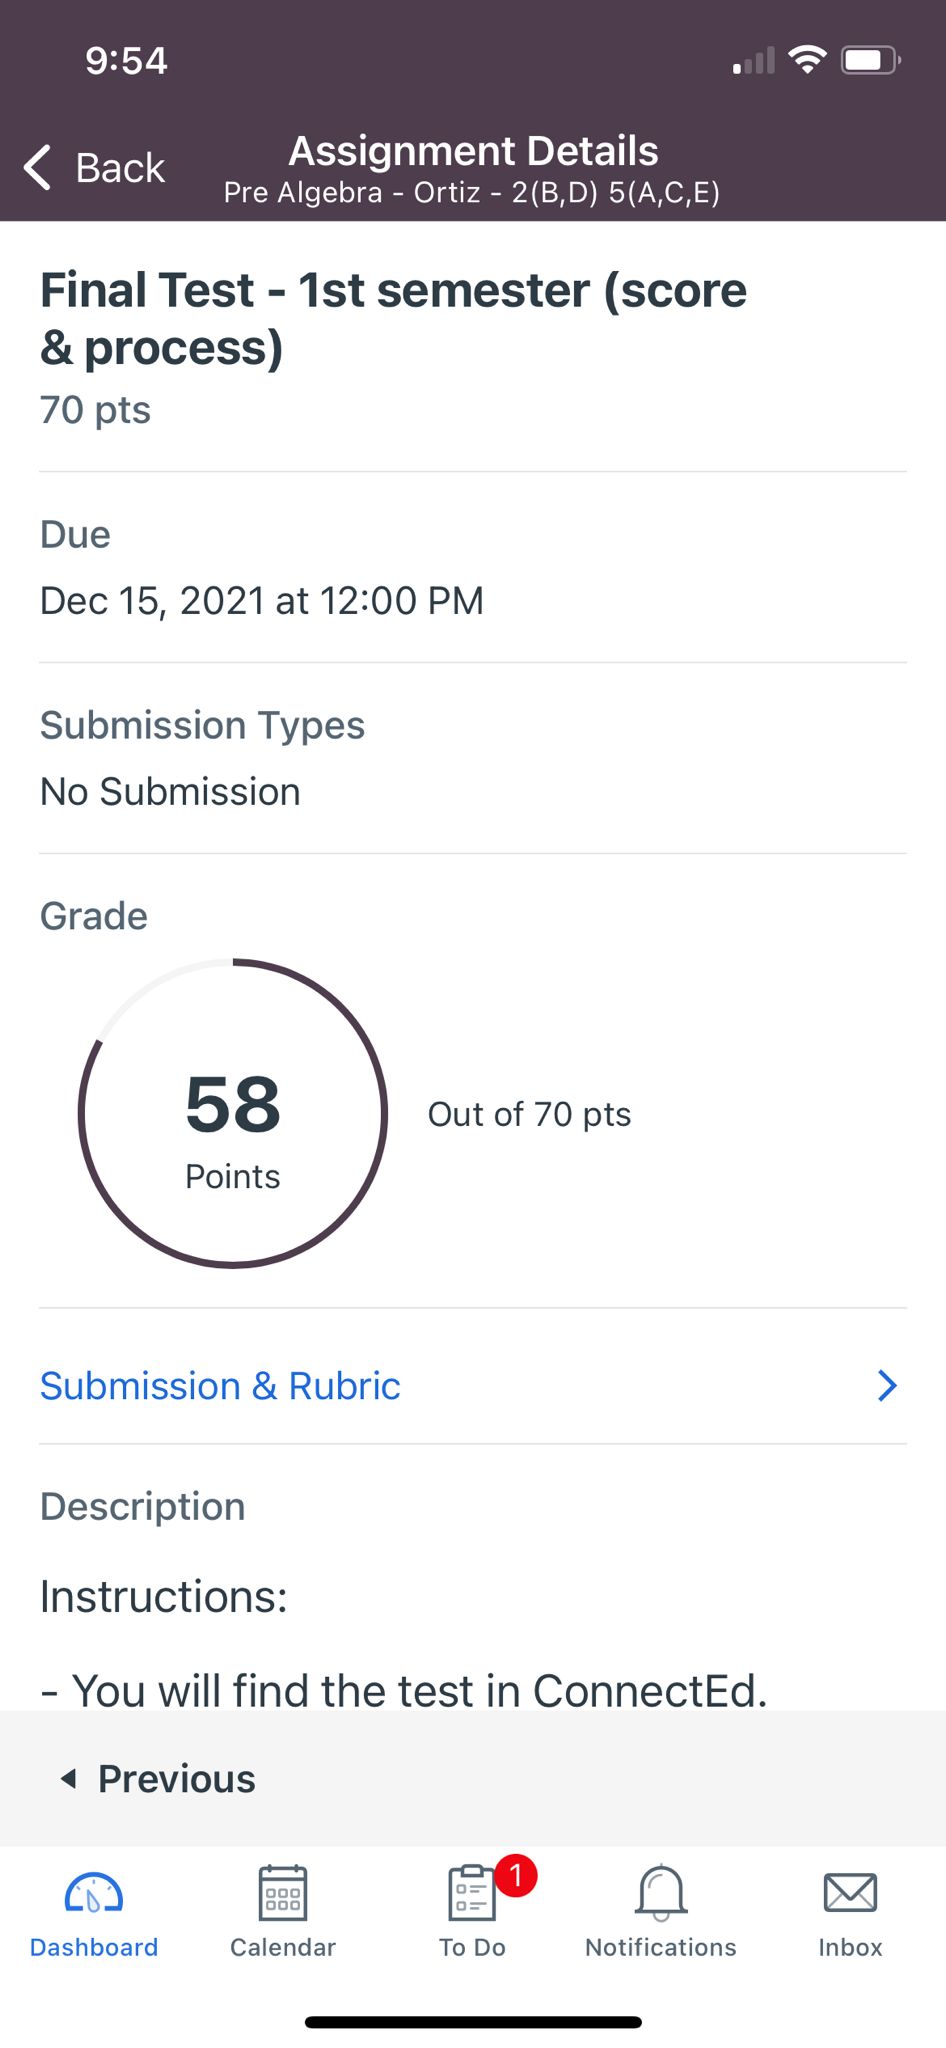 9:54
Back
Assignment Details
Pre Algebra - Ortiz - 2(B,D) 5(A,C,E)
Final Test - 1st semester (score
& process)
70 pts
Due
Dec 15, 2021 at 12:00 PM
Submission Types
No Submission
Grade
58
Points
Out of 70 pts
Submission & Rubric
Description
Instructions:
- You will find the test in ConnectEd.
Previous
1
Dashboard
Calendar
To Do
Notifications
Inbox